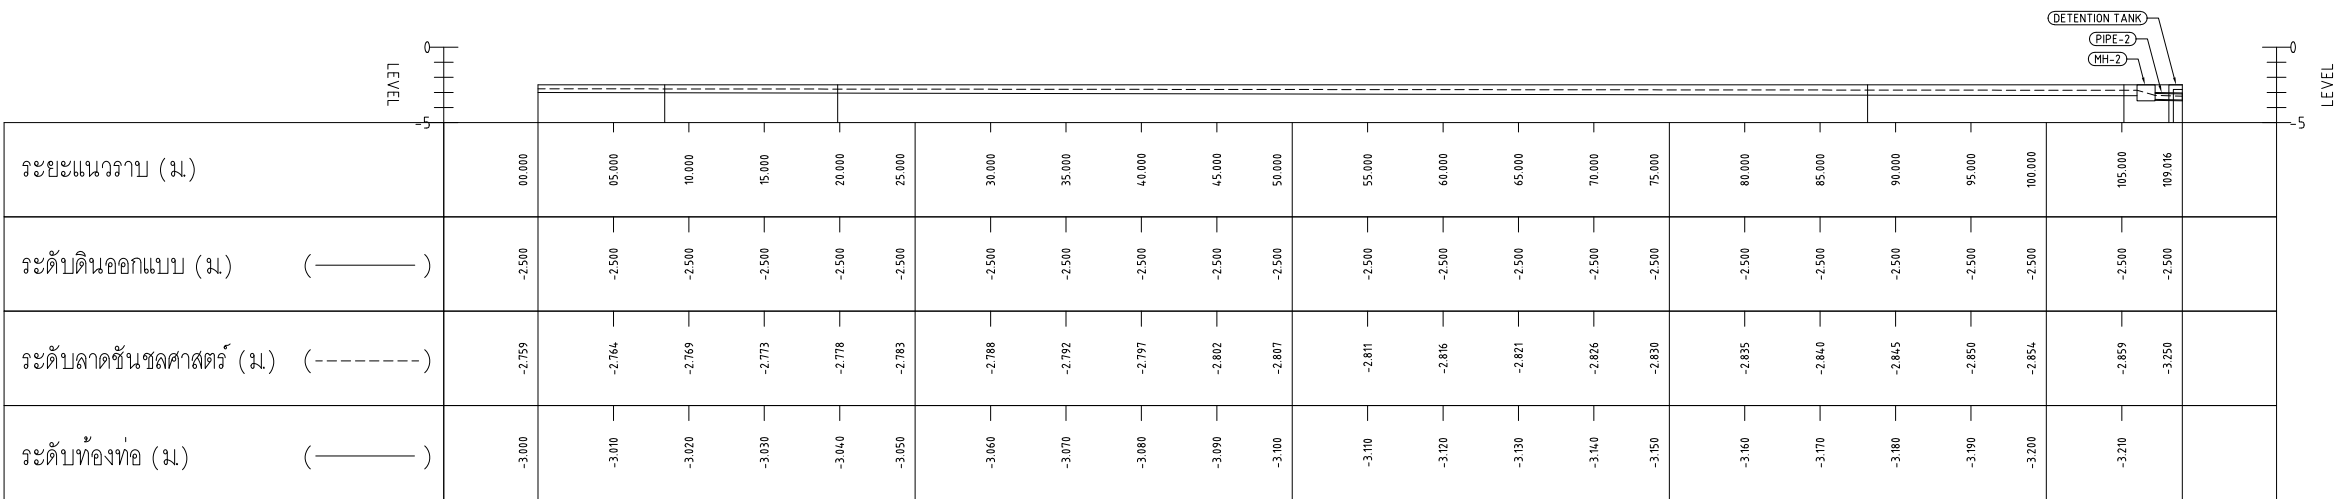 DETENTION TANK
PIPE-2
MH-2
0
LEVEL
-5
0
LEVEL
-5
ระยะแนวราบ (ม.) 00.000 05.000 10.000 15.000 20.000 25.000 30.000 35.000 40.000 45.000 50.000 55.000 60.000 65.000 70.000 75.000 80.000 85.000 90.000 95.000 100.000 105.000 109.016
ระดับดินออกแบบ (ม.) (———) -2.500 -2.500 -2.500 -2.500 -2.500 -2.500 -2.500 -2.500 -2.500 -2.500 -2.500 -2.500 -2.500 -2.500 -2.500 -2.500 -2.500 -2.500 -2.500 -2.500 -2.500 -2.500 -2.500
ระดับลาดชันชลศาสตร์ (ม.) (--------) -2.759 -2.764 -2.769 -2.773 -2.778 -2.783 -2.788 -2.792 -2.797 -2.802 -2.807 -2.811 -2.816 -2.821 -2.826 -2.830 -2.835 -2.840 -2.845 -2.850 -2.854 -2.859 -3.250
ระดับท้องท่อ (ม.) (———) -3.000 -3.010 -3.020 -3.030 -3.040 -3.050 -3.060 -3.070 -3.080 -3.090 -3.100 -3.110 -3.120 -3.130 -3.140 -3.150 -3.160 -3.170 -3.180 -3.190 -3.200 -3.210